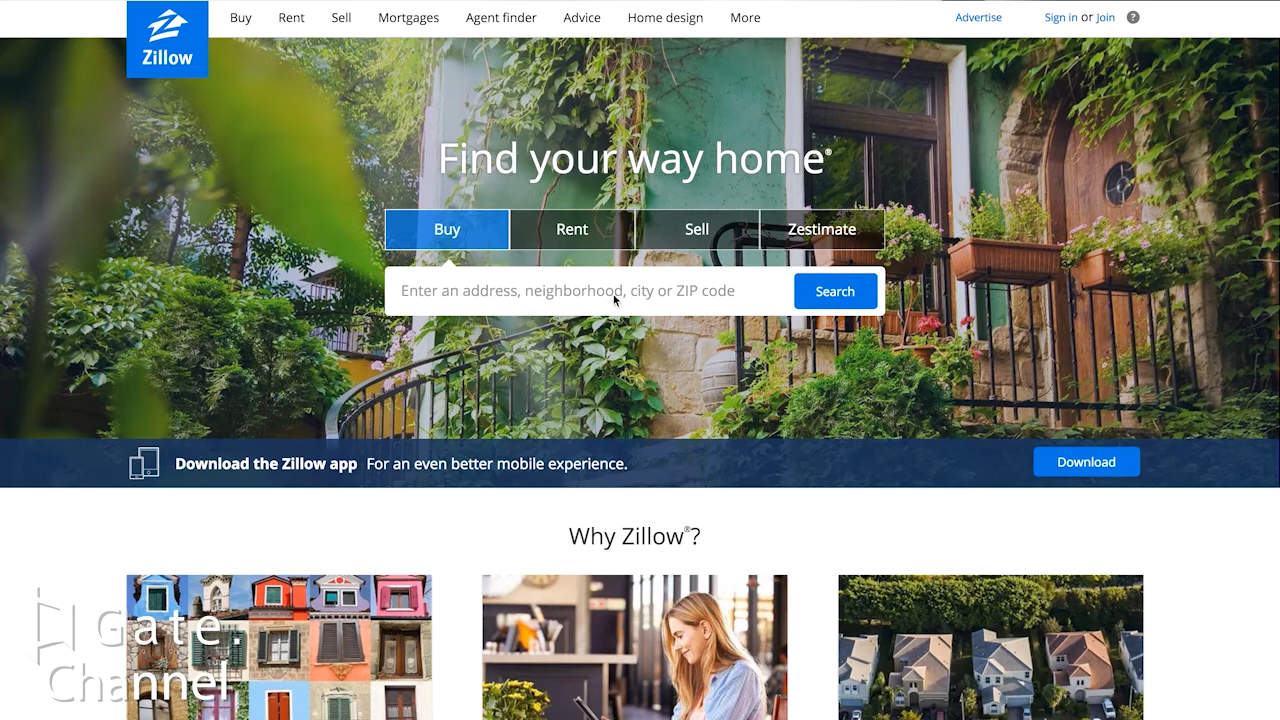 Zillow
Buy Rent Sell Mortgages Agent finder Advice Home design More Advertise Sign in or Join ?
Find your way home®
Buy Rent Sell Zestimate
Enter an address, neighborhood, city or ZIP code Search
Download the Zillow app For an even better mobile experience. Download
Why Zillow®?
Gate
Channel